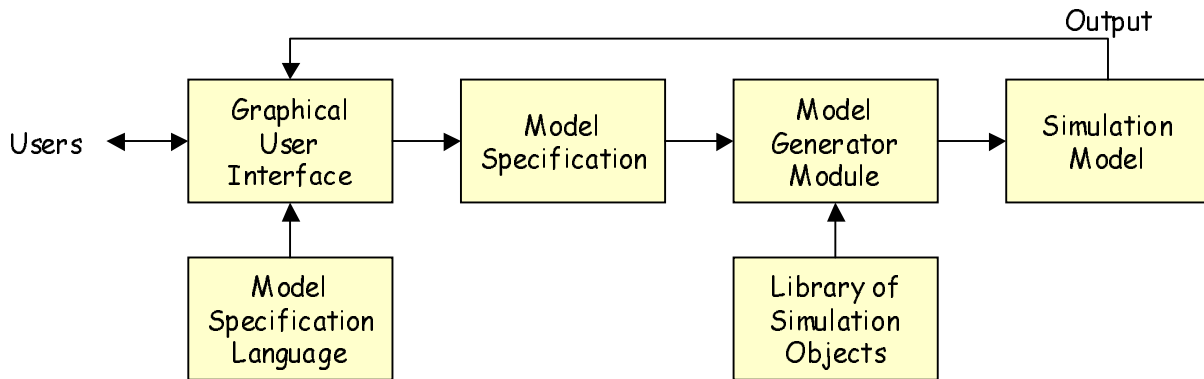 Output
Users
Graphical
User
Interface
Model
Specification
Model
Generator
Module
Simulation
Model
Model
Specification
Language
Library of
Simulation
Objects